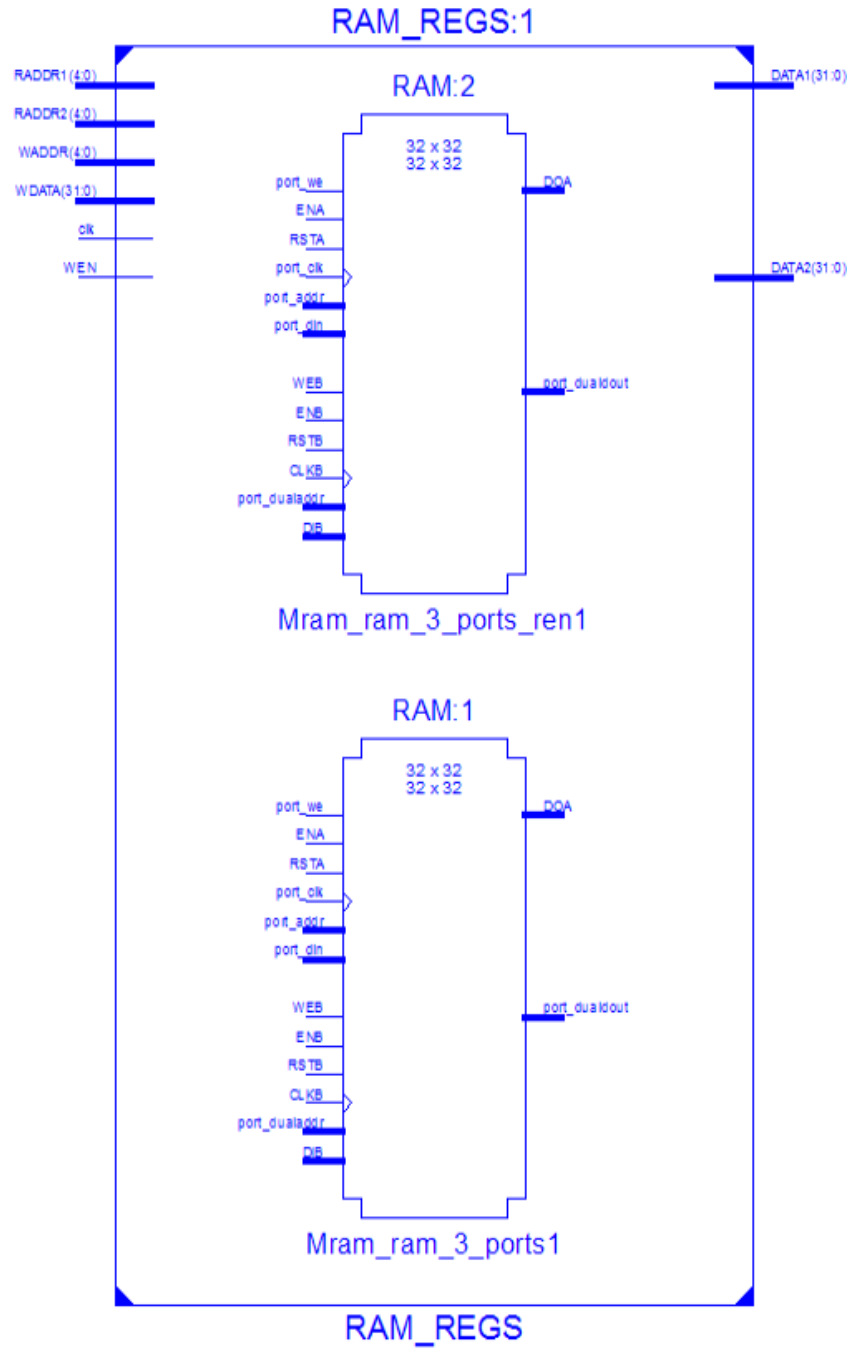 RAM_REGS:1
RADDR1(4:0)
RADDR2(4:0)
WADDR(4:0)
WDATA(31:0)
clk
WEN
DATA1(31:0)
DATA2(31:0)
RAM:2
32 x 32
32 x 32
port_we
ENA
RSTA
port_clk
port_addr
port_din
WEB
ENB
RSTB
CLKB
port_dualaddr
DIB
DOA
port_dualdout
Mram_ram_3_ports_ren1
RAM:1
32 x 32
32 x 32
port_we
ENA
RSTA
port_clk
port_addr
port_din
WEB
ENB
RSTB
CLKB
port_dualaddr
DIB
DOA
port_dualdout
Mram_ram_3_ports1
RAM_REGS